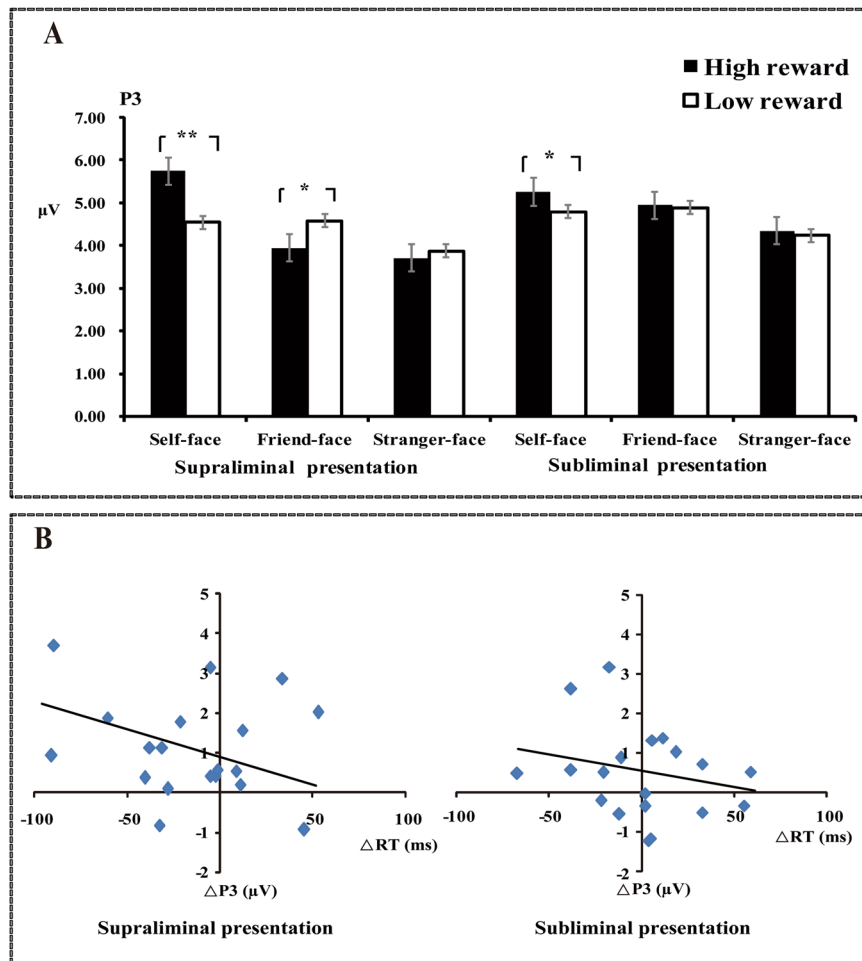 A
High reward
Low reward
P3
7.00
6.00
5.00
4.00
3.00
2.00
1.00
0.00
μV
**
*
*
Self-face Friend-face Stranger-face Self-face Friend-face Stranger-face
Supraliminal presentation Subliminal presentation
B
5
4
3
2
1
0
-1
-2
-100 -50 0 50 100
△RT (ms)
△P3 (μV)
Supraliminal presentation
5
4
3
2
1
0
-1
-2
-100 -50 0 50 100
△RT (ms)
△P3 (μV)
Subliminal presentation